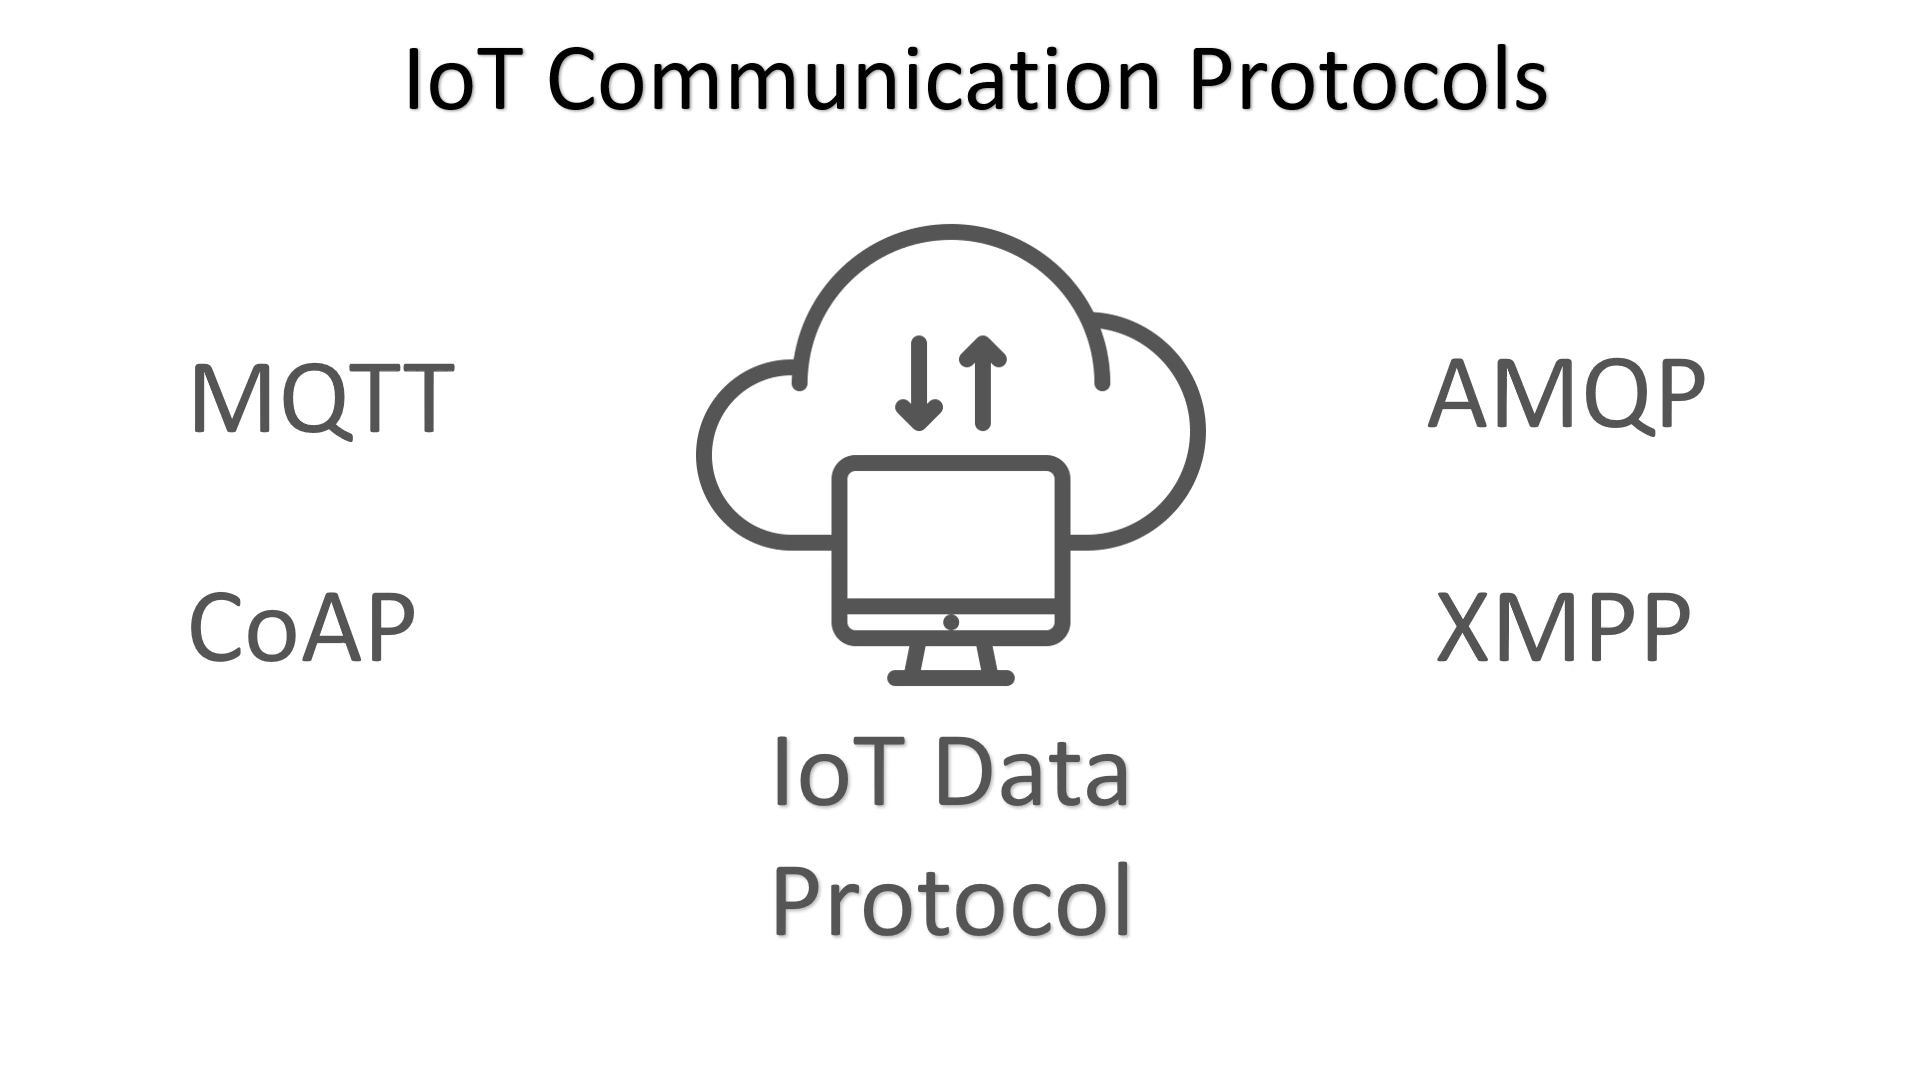 IoT Communication Protocols
MQTT
AMQP
CoAP
XMPP
IoT Data
Protocol